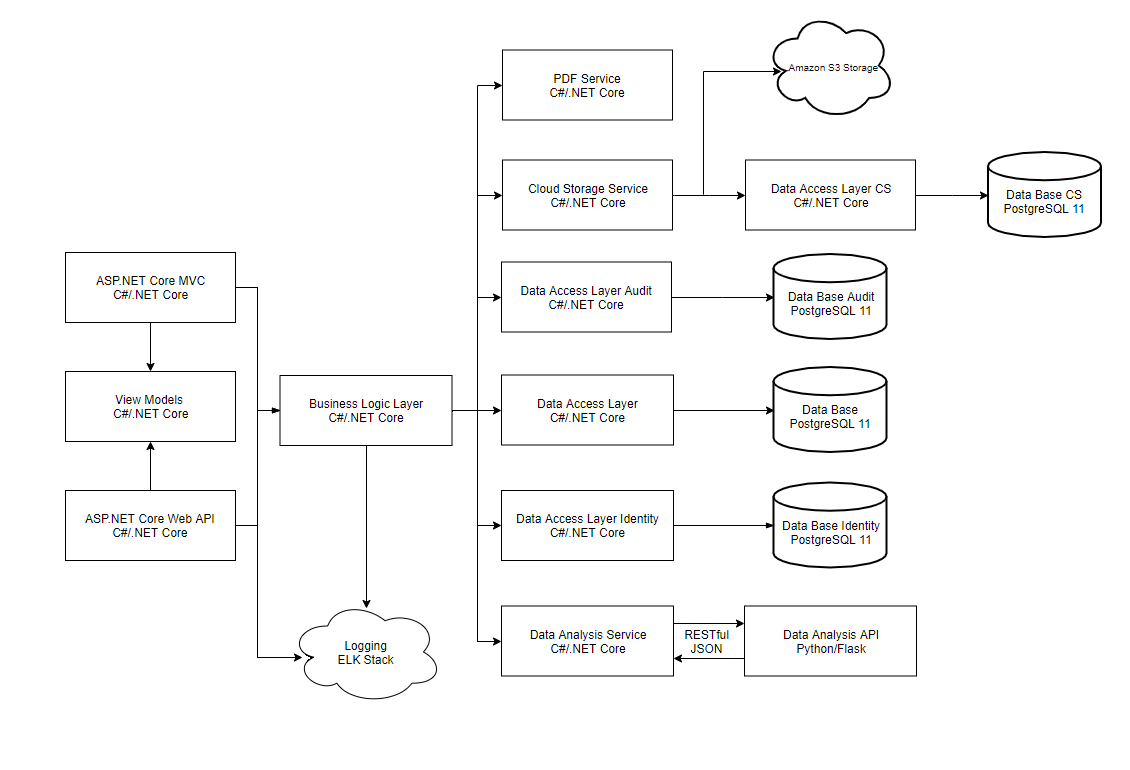 PDF Service
C#/.NET Core
Amazon S3 Storage
Cloud Storage Service
C#/.NET Core
Data Access Layer CS
C#/.NET Core
Data Base CS
PostgreSQL 11
ASP.NET Core MVC
C#/.NET Core
Data Access Layer Audit
C#/.NET Core
Data Base Audit
PostgreSQL 11
View Models
C#/.NET Core
Business Logic Layer
C#/.NET Core
Data Access Layer
C#/.NET Core
Data Base
PostgreSQL 11
ASP.NET Core Web API
C#/.NET Core
Data Access Layer Identity
C#/.NET Core
Data Base Identity
PostgreSQL 11
Logging
ELK Stack
Data Analysis Service
C#/.NET Core
RESTful
JSON
Data Analysis API
Python/Flask